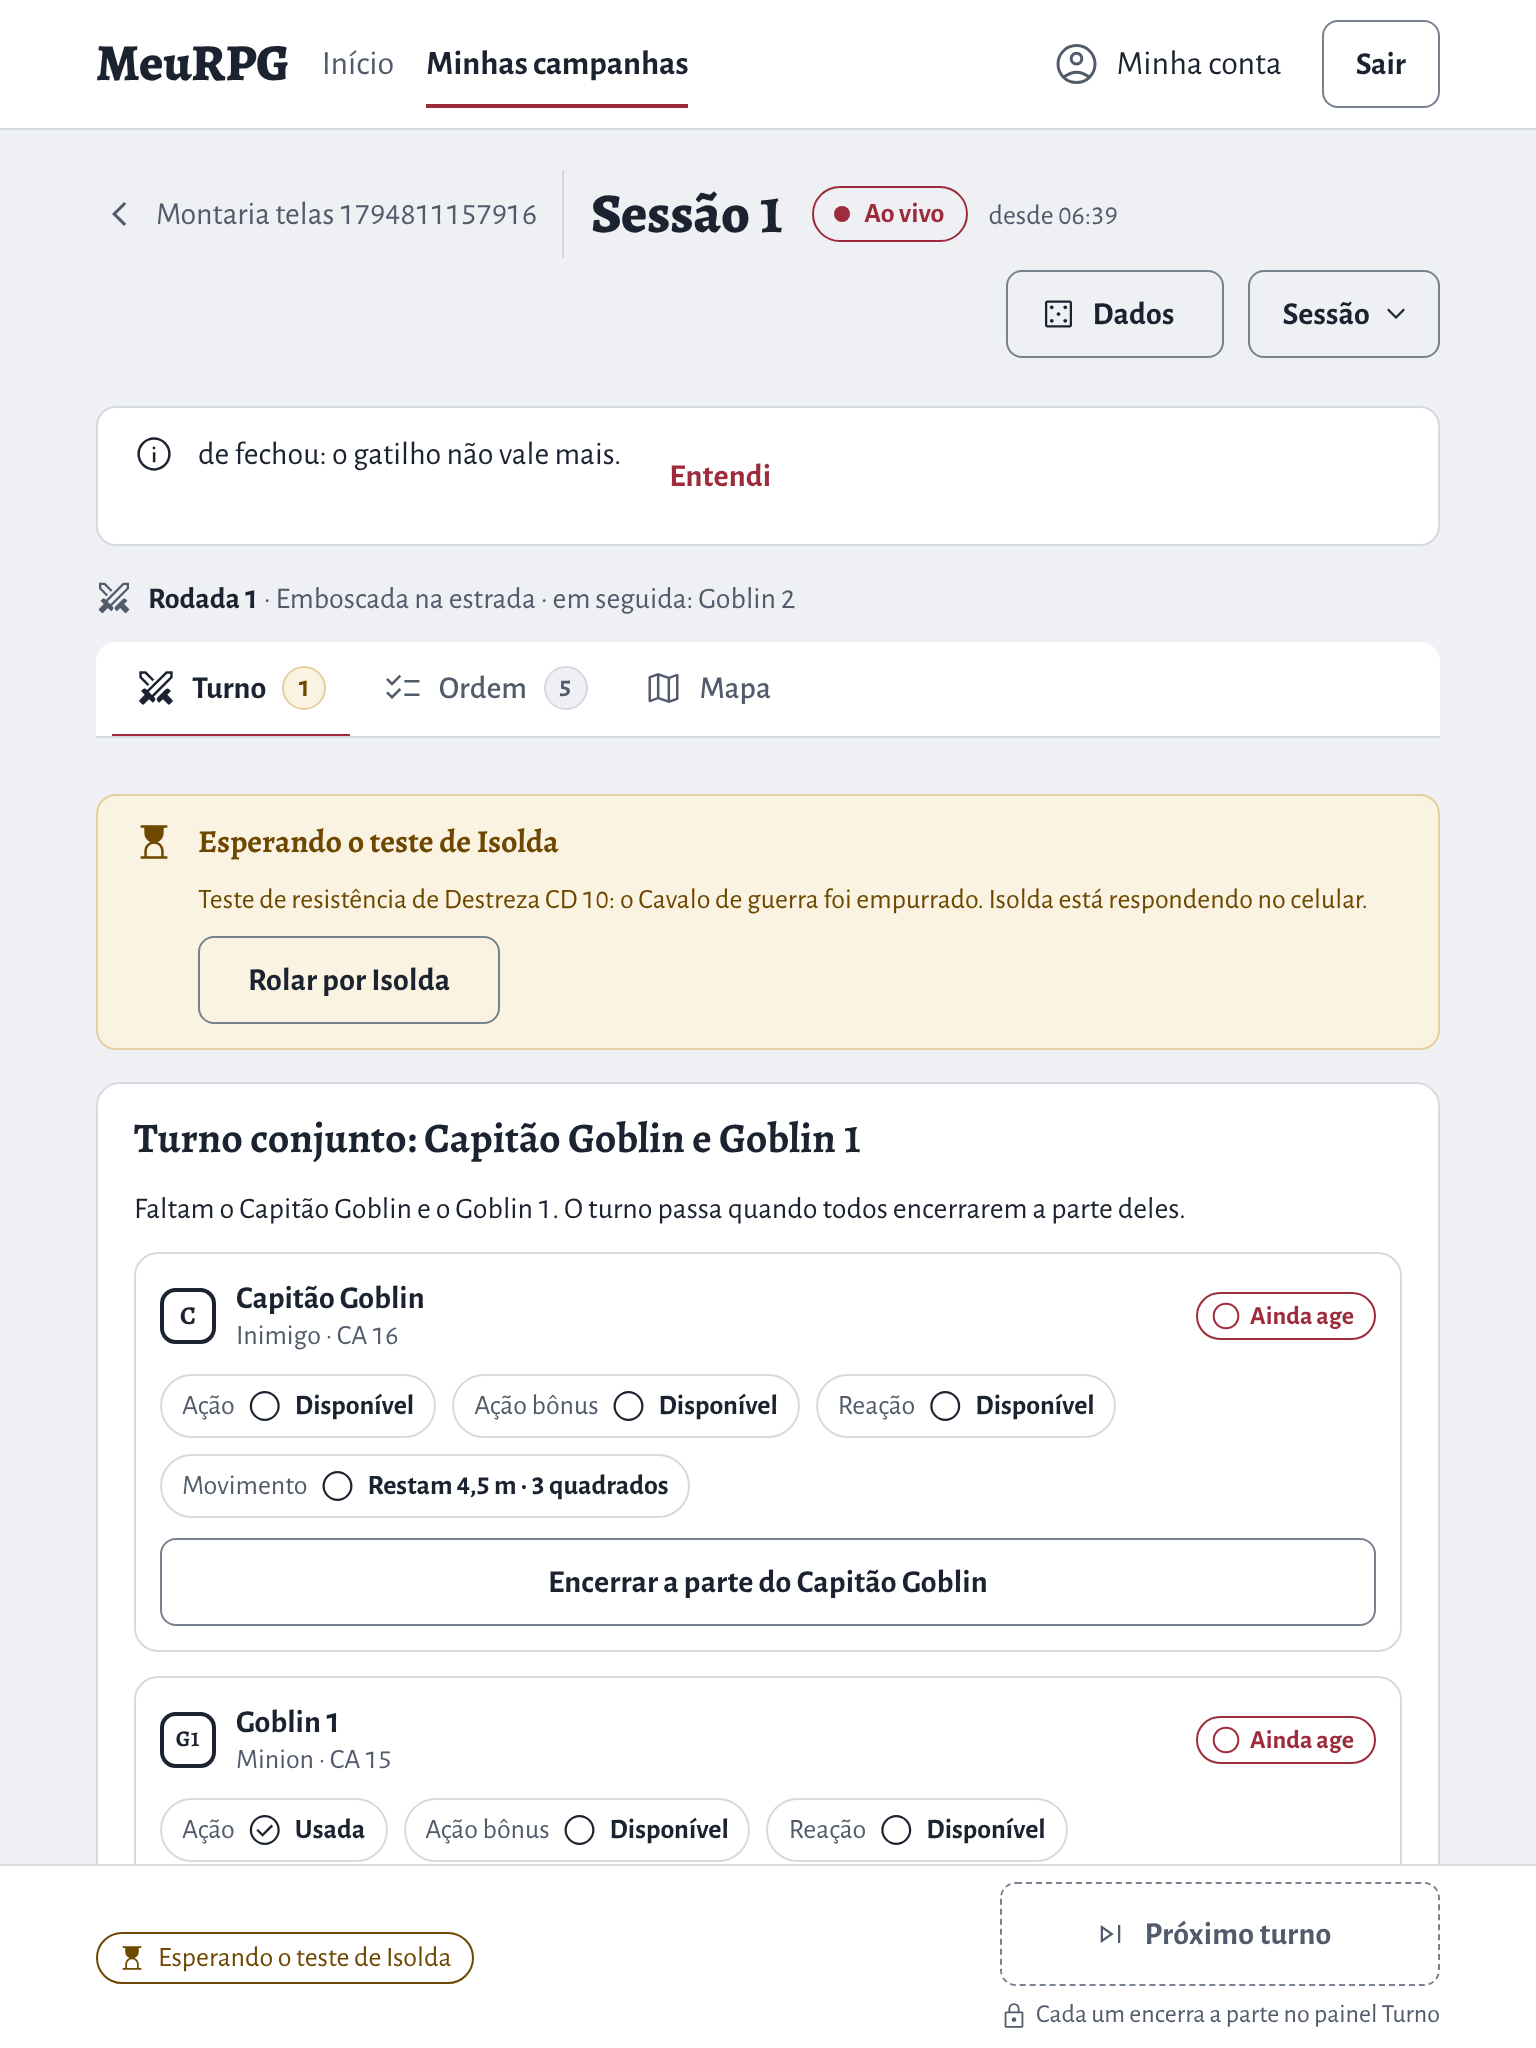 MeuRPG Início Minhas campanhas Minha conta Sair
Montaria telas 1794811157916 Sessão 1 Ao vivo desde 06:39
Dados Sessão
de fechou: o gatilho não vale mais.
Entendi
Rodada 1 · Emboscada na estrada · em seguida: Goblin 2
Turno 1 Ordem 5 Mapa
Esperando o teste de Isolda
Teste de resistência de Destreza CD 10: o Cavalo de guerra foi empurrado. Isolda está respondendo no celular.
Rolar por Isolda
Turno conjunto: Capitão Goblin e Goblin 1
Faltam o Capitão Goblin e o Goblin 1. O turno passa quando todos encerrarem a parte deles.
C Capitão Goblin
Inimigo · CA 16
Ainda age
Ação Disponível Ação bônus Disponível Reação Disponível
Movimento Restam 4,5 m · 3 quadrados
Encerrar a parte do Capitão Goblin
G1 Goblin 1
Minion · CA 15
Ainda age
Ação Usada Ação bônus Disponível Reação Disponível
Esperando o teste de Isolda
Próximo turno
Cada um encerra a parte no painel Turno